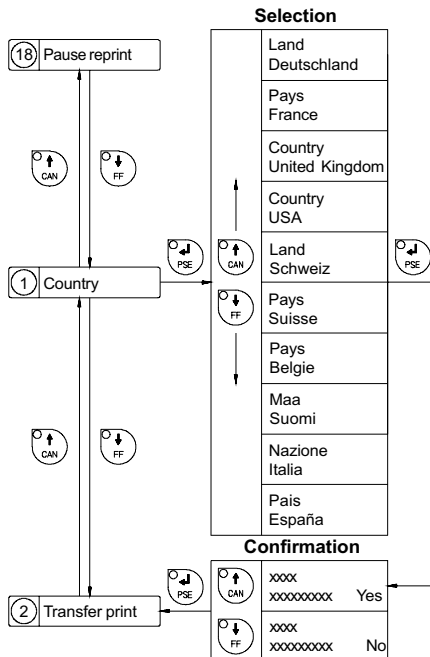 Selection
18 Pause reprint
Land
Deutschland
Pays
France
Country
United Kingdom
Country
USA
Land
Schweiz
Pays
Suisse
Pays
Belgie
Maa
Suomi
Nazione
Italia
Pais
España
CAN
FF
PSE
CAN
PSE
1 Country
FF
CAN
FF
Confirmation
PSE
CAN
xxxx
xxxxxxxxx Yes
2 Transfer print
FF
xxxx
xxxxxxxxx No